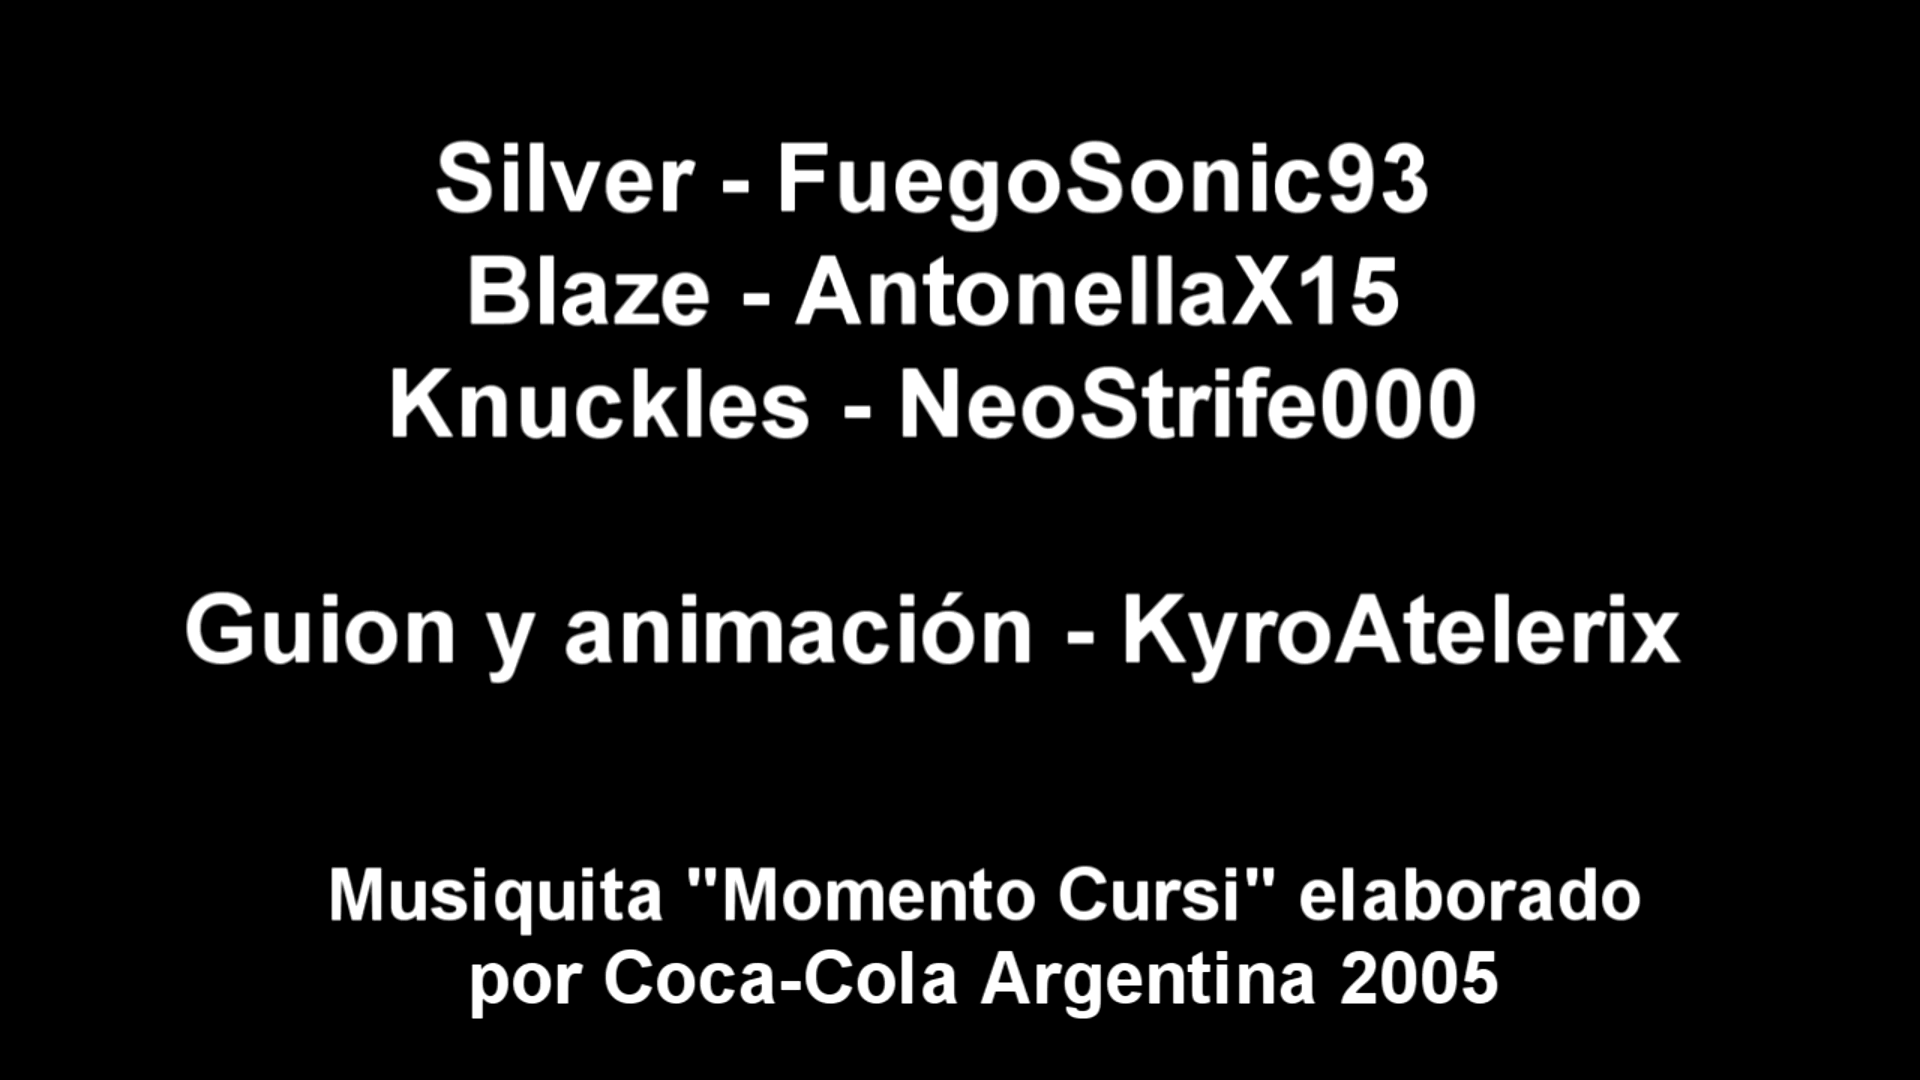 Silver - FuegoSonic93
Blaze - AntonellaX15
Knuckles - NeoStrife000
Guion y animación - KyroAtelerix
Musiquita "Momento Cursi" elaborado
por Coca-Cola Argentina 2005